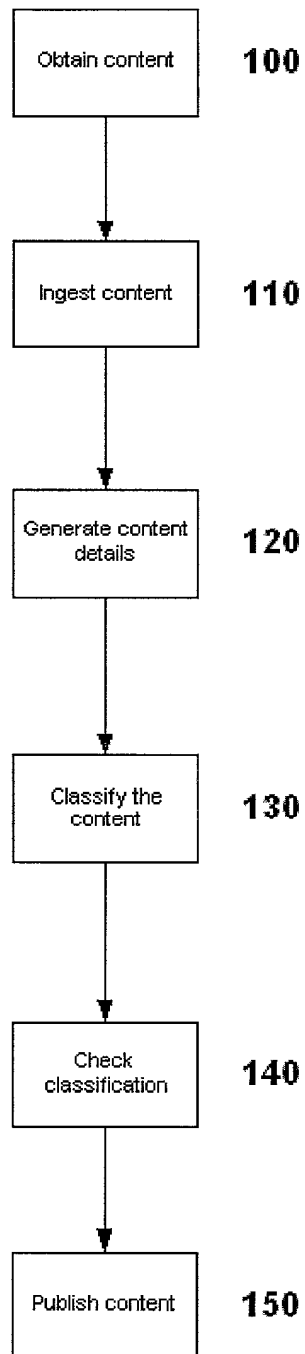 Obtain content 100
Ingest content 110
Generate content
details 120
Classify the
content 130
Check
classification 140
Publish content 150